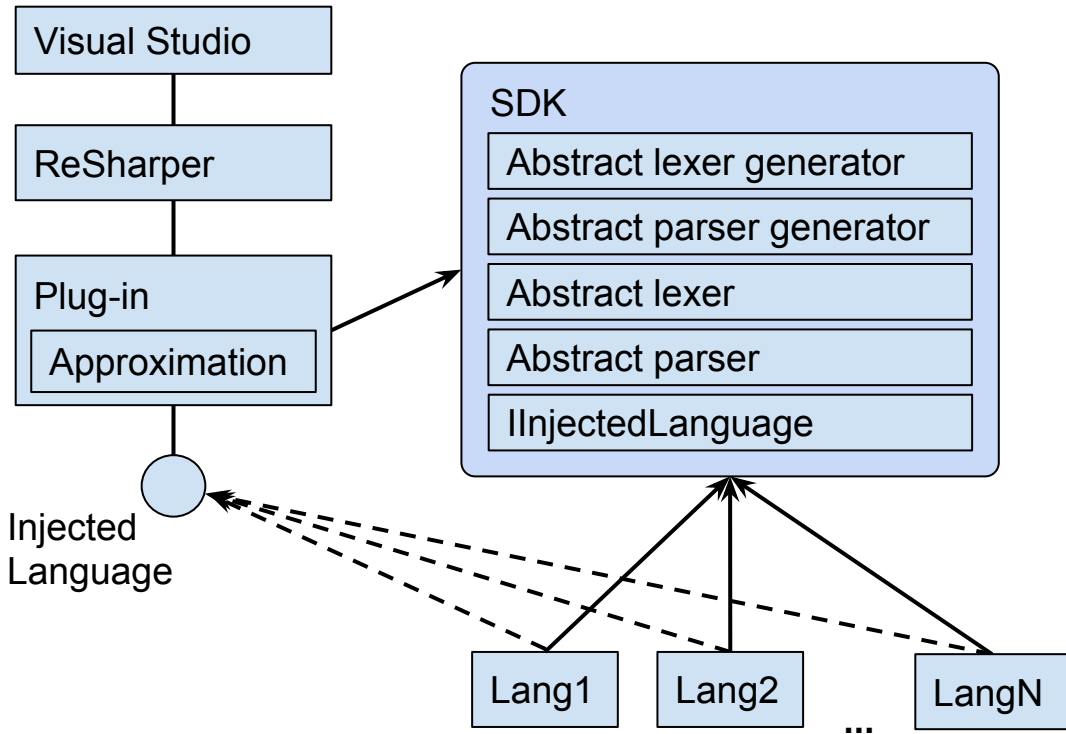 Visual Studio
ReSharper
Plug-in
Approximation
Injected
Language
SDK
Abstract lexer generator
Abstract parser generator
Abstract lexer
Abstract parser
IInjectedLanguage
Lang1
Lang2
...
LangN